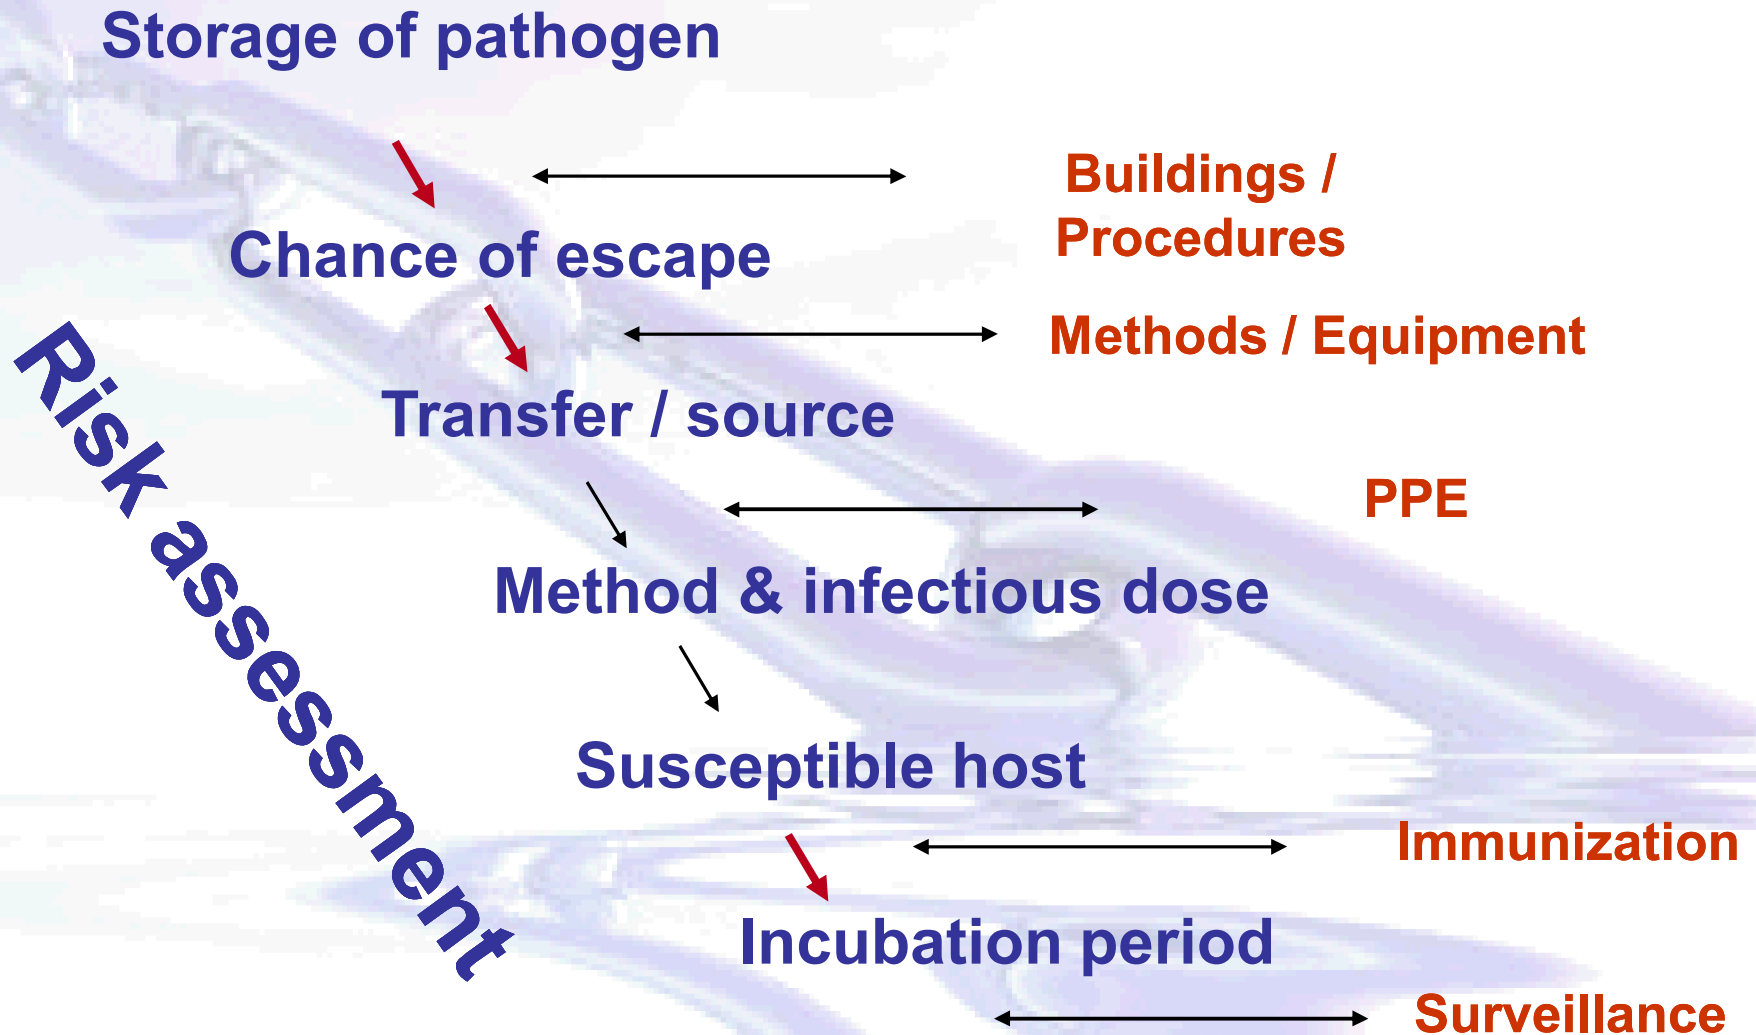 Storage of pathogen
Buildings /
Procedures
Chance of escape
Methods / Equipment
Transfer / source
PPE
Method & infectious dose
Susceptible host
Immunization
Incubation period
Surveillance
Risk assessment